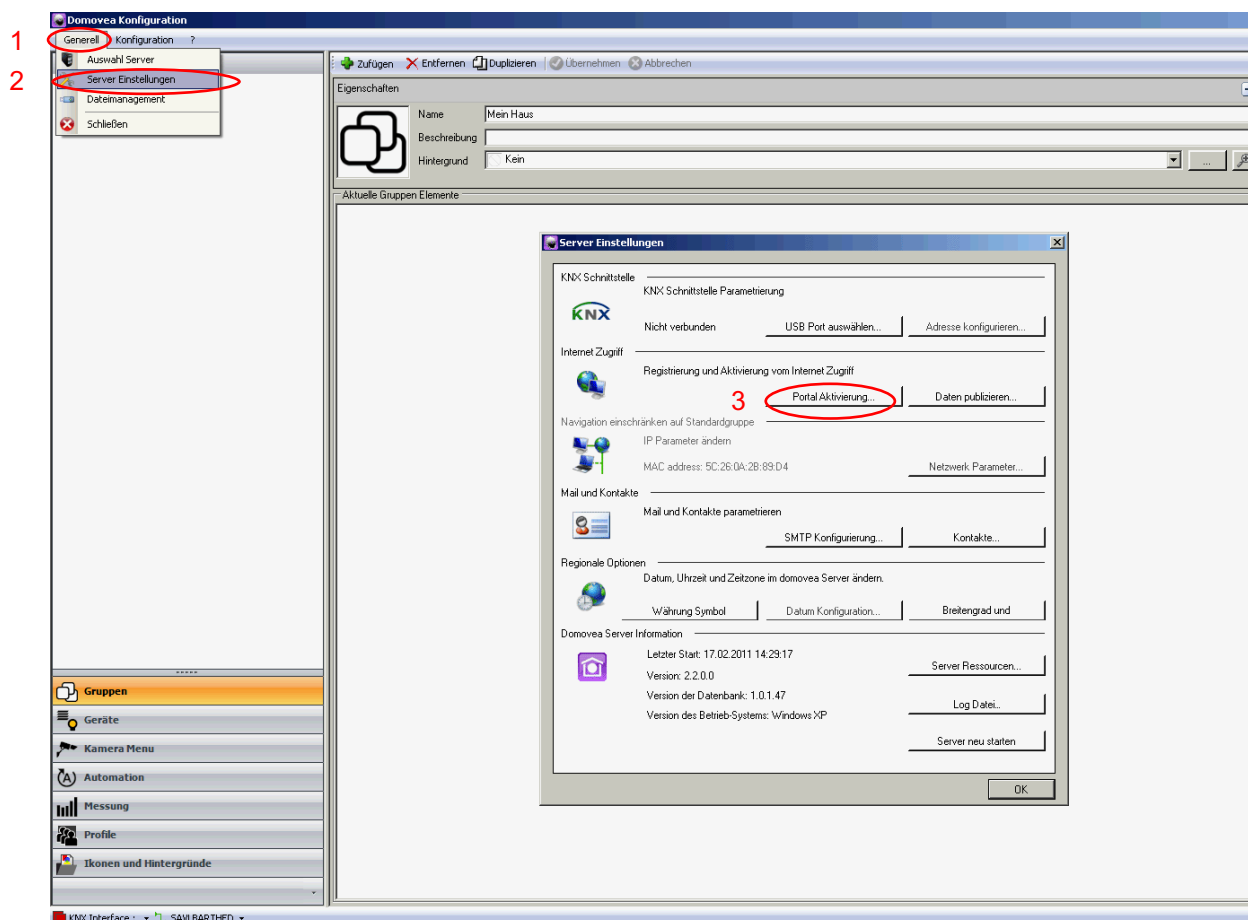 Domovea Konfiguration
1
Generell Konfiguration ?
Auswahl Server
2
Server Einstellungen
Dateimanagement
Schließen
Zufügen Entfernen Duplizieren Übernehmen Abbrechen
Eigenschaften
Name Mein Haus
Beschreibung
Hintergrund Kein ...
Aktuelle Gruppen Elemente
Server Einstellungen
KNX Schnittstelle
KNX Schnittstelle Parametrierung
KNX
Nicht verbunden USB Port auswählen... Adresse konfigurieren...
Internet Zugriff
Registrierung und Aktivierung vom Internet Zugriff
3 Portal Aktivierung... Daten publizieren...
Navigation einschränken auf Standardgruppe
IP Parameter ändern
MAC address: 5C:26:0A:2B:89:D4 Netzwerk Parameter...
Mail und Kontakte
Mail und Kontakte parametrieren
SMTP Konfigurierung... Kontakte...
Regionale Optionen
Datum, Uhrzeit und Zeitzone im domovea Server ändern.
Währung Symbol Datum Konfiguration... Breitengrad und
Domovea Server Information
Letzter Start: 17.02.2011 14:29:17
Server Ressourcen...
Version: 2.2.0.0
Version der Datenbank: 1.0.1.47
Log Datei..
Version des Betrieb-Systems: Windows XP
Server neu starten
OK
Gruppen
Geräte
Kamera Menu
Automation
Messung
Profile
Ikonen und Hintergründe
KNX Interface : SAVLBARTHED